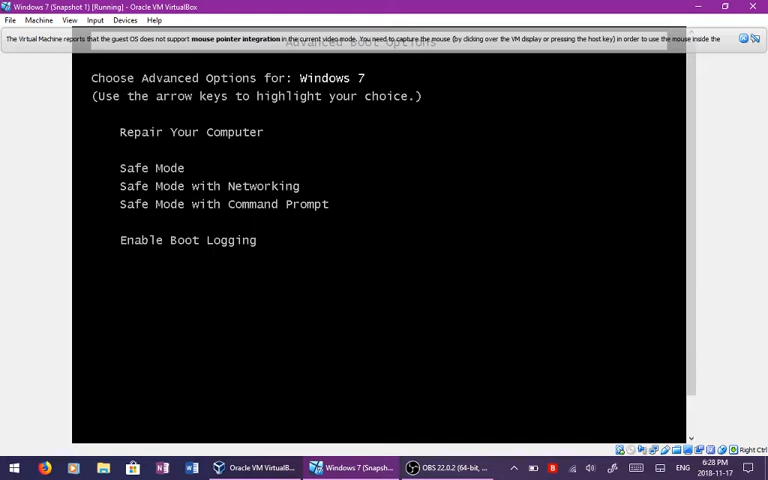 Windows 7 (Snapshot 1) [Running] - Oracle VM VirtualBox
File Machine View Input Devices Help
The Virtual Machine reports that the guest OS does not support mouse pointer integration in the current video mode. You need to capture the mouse (by clicking over the VM display or pressing the host key) in order to use the mouse inside the
Advanced Boot Options
Choose Advanced Options for: Windows 7
(Use the arrow keys to highlight your choice.)
Repair Your Computer
Safe Mode
Safe Mode with Networking
Safe Mode with Command Prompt
Enable Boot Logging
Right Ctrl
Oracle VM VirtualB... Windows 7 (Snapsh... OBS 22.0.2 (64-bit, ... ENG 6:28 PM
2018-11-17